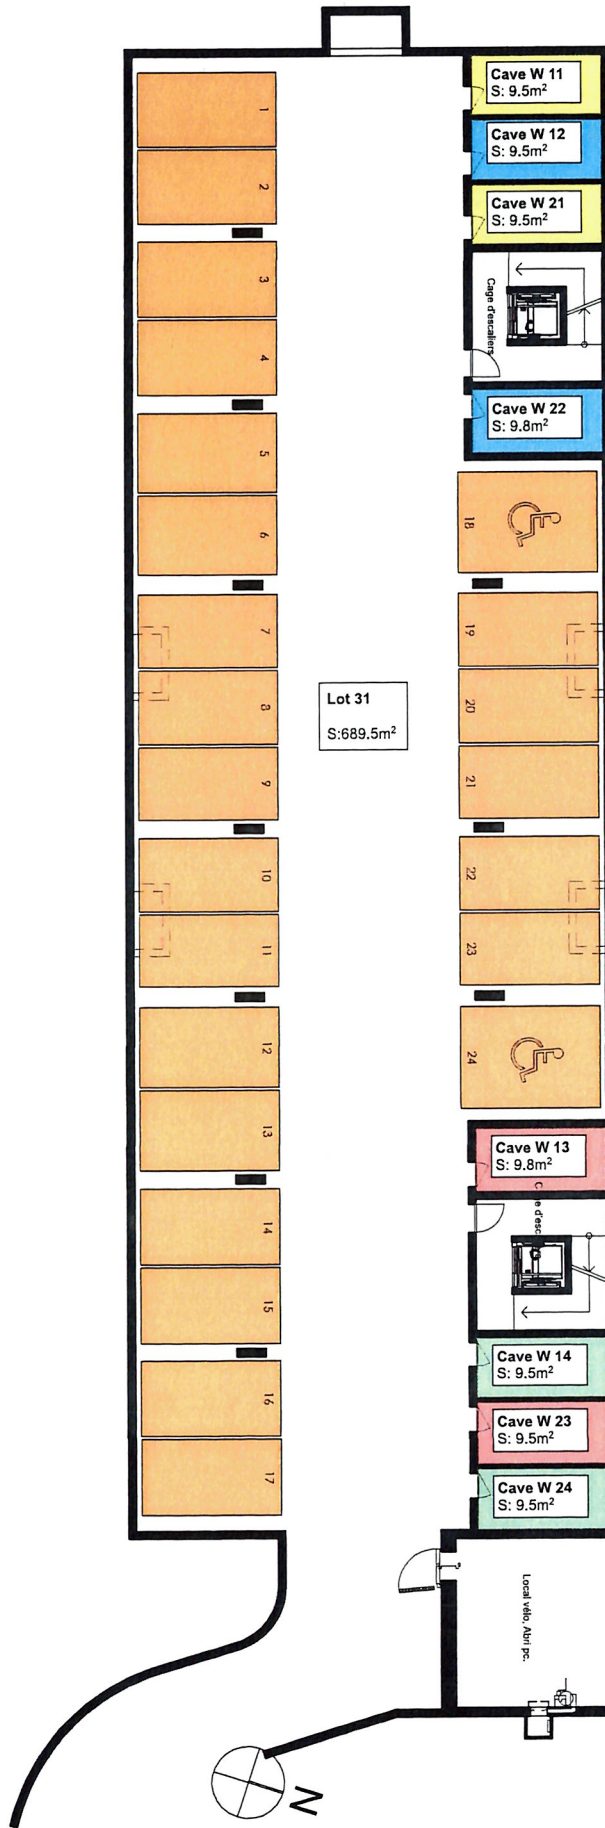 Cave W 11
S: 9.5m²
Cave W 12
S: 9.5m²
Cave W 21
S: 9.5m²
Cage d'escaliers
Cave W 22
S: 9.8m²
1
2
3
4
5
6
7
8
9
10
11
12
13
14
15
16
17
18
19
20
21
22
23
24
Lot 31
S:689.5m²
Cave W 13
S: 9.8m²
C ge d'esc
Cave W 14
S: 9.5m²
Cave W 23
S: 9.5m²
Cave W 24
S: 9.5m²
Local vélo, Abri pc.
N